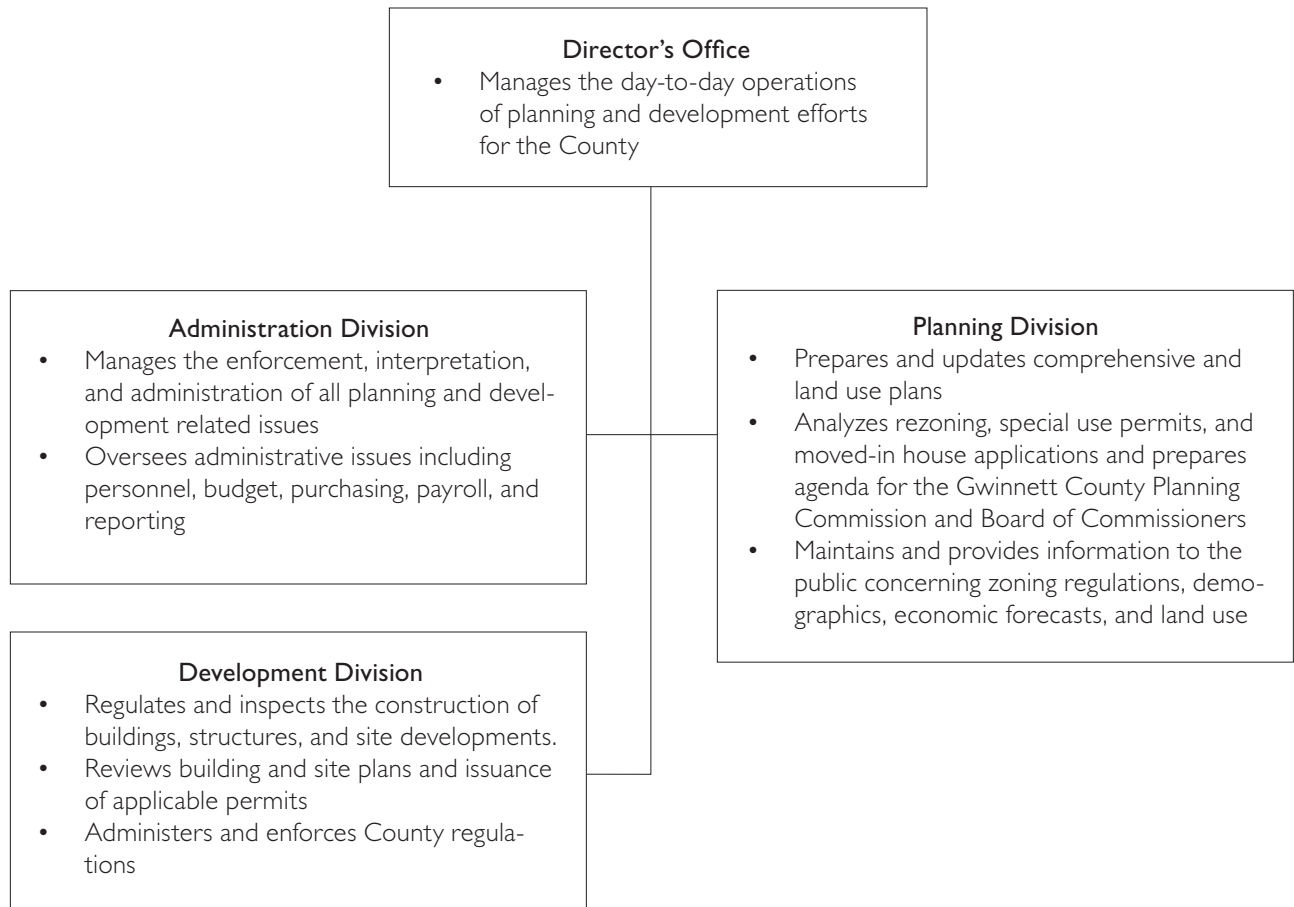 Director’s Office
• Manages the day-to-day operations
of planning and development efforts
for the County
Administration Division
• Manages the enforcement, interpretation,
and administration of all planning and devel-
opment related issues
• Oversees administrative issues including
personnel, budget, purchasing, payroll, and
reporting
Planning Division
• Prepares and updates comprehensive and
land use plans
• Analyzes rezoning, special use permits, and
moved-in house applications and prepares
agenda for the Gwinnett County Planning
Commission and Board of Commissioners
• Maintains and provides information to the
public concerning zoning regulations, demo-
graphics, economic forecasts, and land use
Development Division
• Regulates and inspects the construction of
buildings, structures, and site developments.
• Reviews building and site plans and issuance
of applicable permits
• Administers and enforces County regula-
tions